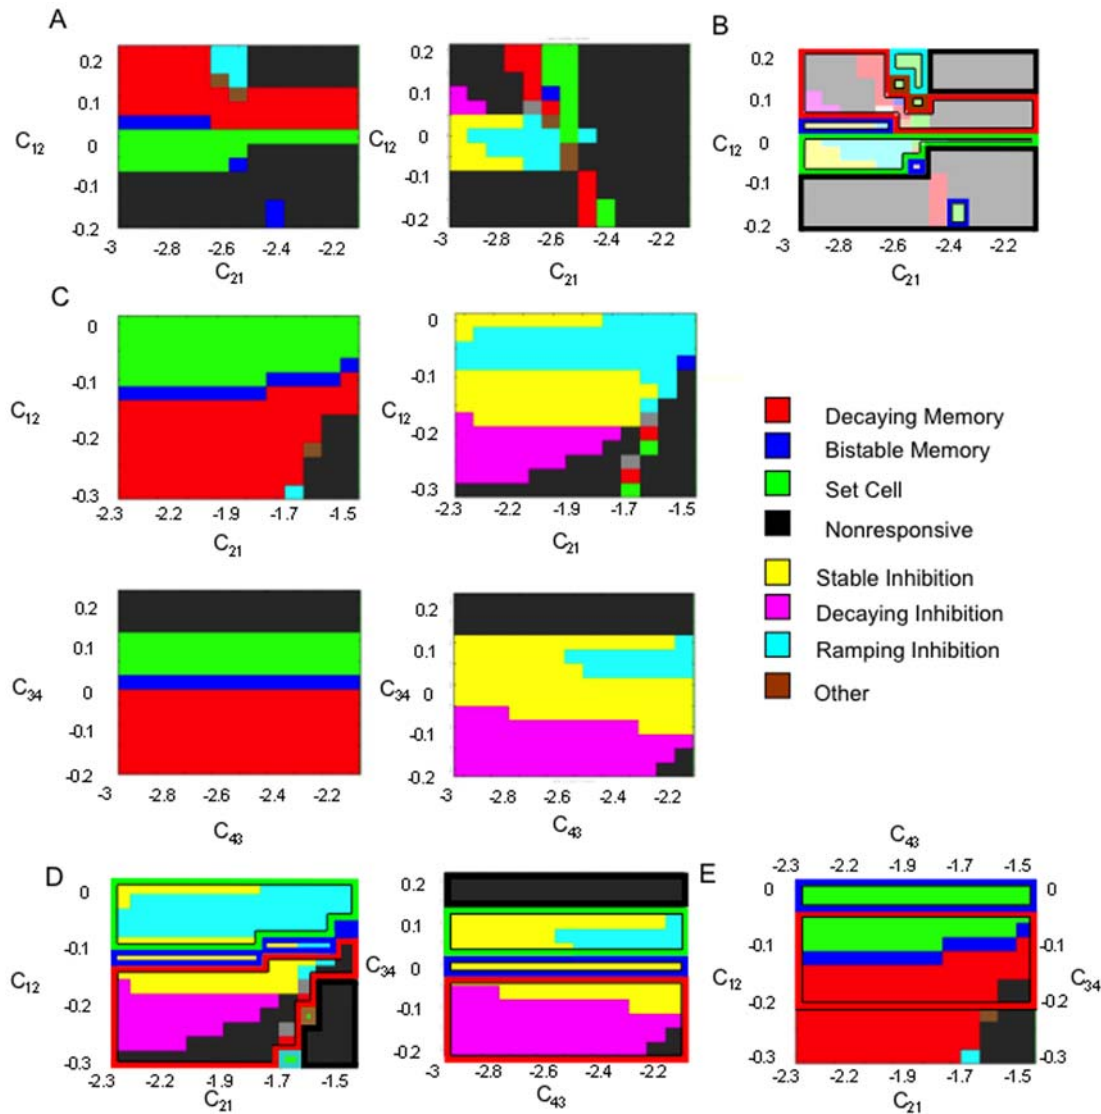 A
B
0.2
0.1
C12
0
-0.1
-0.2
-3 -2.8 -2.6 -2.4 -2.2
C21
0.2
0.1
C12
0
-0.1
-0.2
-3 -2.8 -2.6 -2.4 -2.2
C21
0.2
0.1
C12
0
-0.1
-0.2
-3 -2.8 -2.6 -2.4 -2.2
C21
C
0
-0.1
C12
-0.2
-0.3
-2.3 -2.2 -1.9 -1.7 -1.5
C21
0
-0.1
C12
-0.2
-0.3
-2.3 -2.2 -1.9 -1.7 -1.5
C21
Decaying Memory
Bistable Memory
Set Cell
Nonresponsive
Stable Inhibition
Decaying Inhibition
Ramping Inhibition
Other
0.2
0.1
C34
0
-0.1
-0.2
-3 -2.8 -2.6 -2.4 -2.2
C43
0.2
0.1
C34
0
-0.1
-0.2
-3 -2.8 -2.6 -2.4 -2.2
C43
D
0
-0.1
C12
-0.2
-0.3
-2.3 -2.2 -1.9 -1.7 -1.5
C21
0.2
0.1
C34
0
-0.1
-0.2
-3 -2.8 -2.6 -2.4 -2.2
C43
E
C43
-2.3 -2.2 -1.9 -1.7 -1.5
0 0
-0.1 -0.1
C12 C34
-0.2 -0.2
-0.3 -0.3
-2.3 -2.2 -1.9 -1.7 -1.5
C21